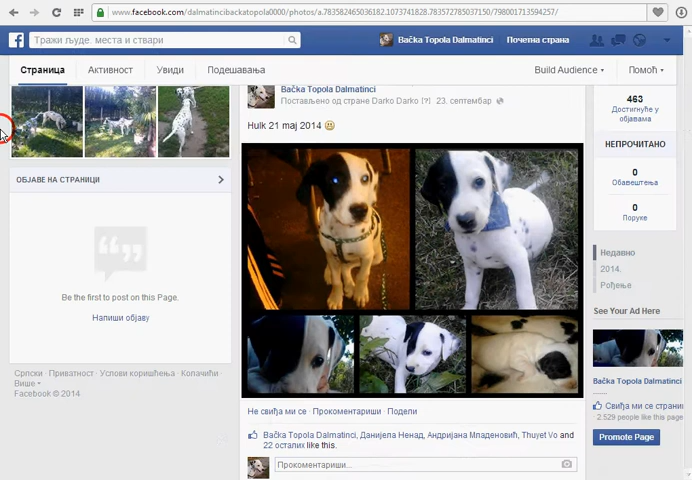 www.facebook.com/dalmatincibackatopola0000/photos/a.783582465036182.1073741828.783572785037150/798001713594257/
Тражи људе, места и ствари
Bačka Topola Dalmatinci
Почетна страна
Страница
Активност
Увиди
Подешавања
Build Audience
Помоћ
Bačka Topola Dalmatinci
Постављено од стране Darko Darko [?] · 23. септембар ·
Hulk 21 maj 2014
ОБЈАВЕ НА СТРАНИЦИ
Be the first to post on this Page.
Напиши објаву
Српски · Приватност · Услови коришћења · Колачићи ·
Више
Facebook © 2014
Не свиђа ми се · Прокоментариши · Подели
Bačka Topola Dalmatinci, Данијела Ненад, Андријана Младеновић, Thuyet Vo and
22 осталих like this.
Прокоментариши...
463
Достигнуће у
објавама
НЕПРОЧИТАНО
0
Обавештења
0
Поруке
Недавно
2014.
Рођење
See Your Ad Here
Bačka Topola Dalmatinci
Свиђа ми се страни
2.529 people like this page
Promote Page